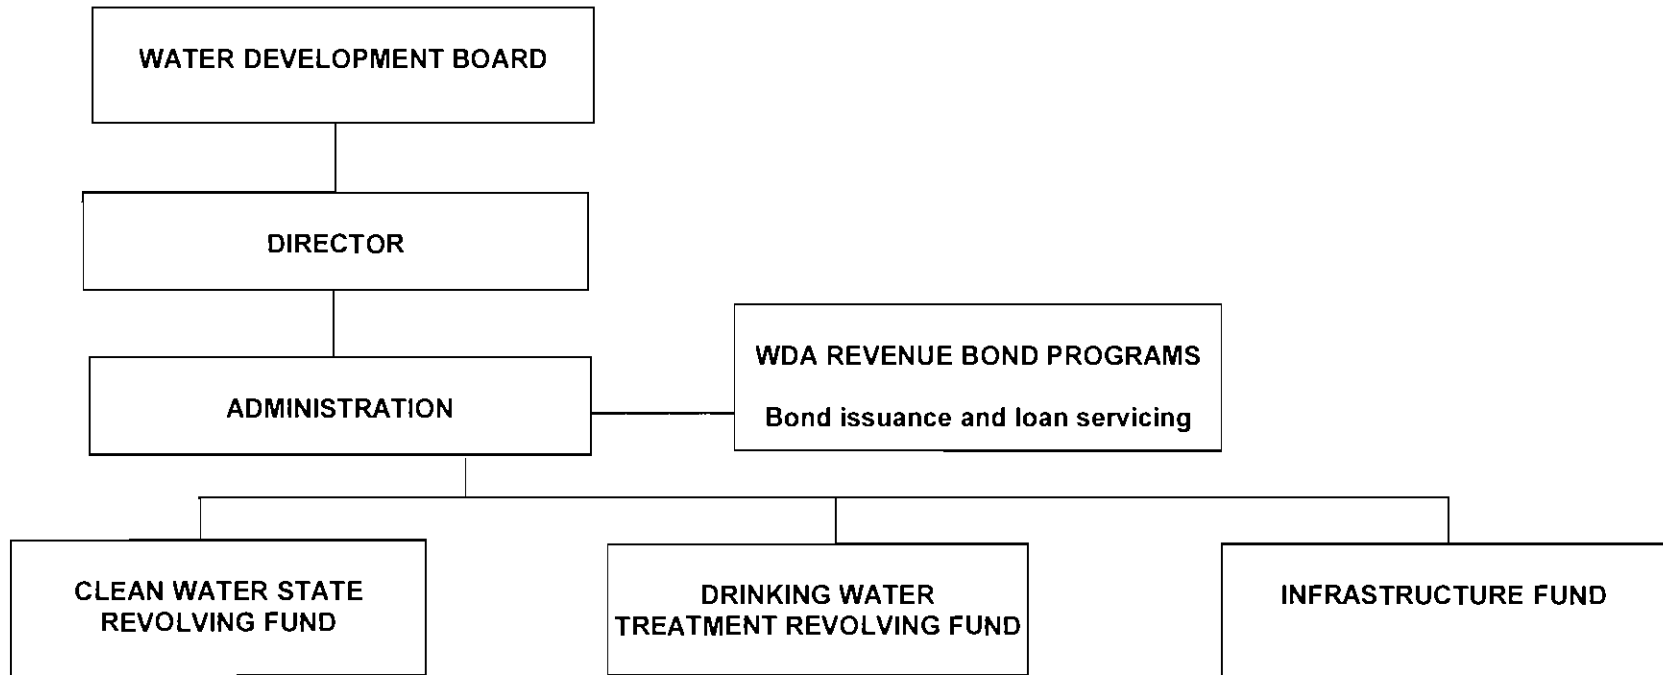 WATER DEVELOPMENT BOARD
DIRECTOR
ADMINISTRATION
WDA REVENUE BOND PROGRAMS
Bond issuance and loan servicing
CLEAN WATER STATE
REVOLVING FUND
DRINKING WATER
TREATMENT REVOLVING FUND
INFRASTRUCTURE FUND